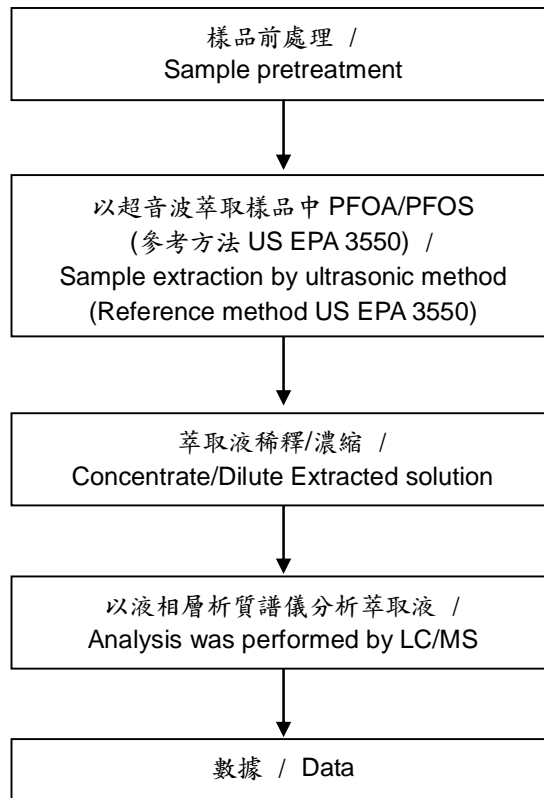 樣品前處理 /
Sample pretreatment
以超音波萃取樣品中 PFOA/PFOS
(參考方法 US EPA 3550) /
Sample extraction by ultrasonic method
(Reference method US EPA 3550)
萃取液稀釋/濃縮 /
Concentrate/Dilute Extracted solution
以液相層析質譜儀分析萃取液 /
Analysis was performed by LC/MS
數據 / Data